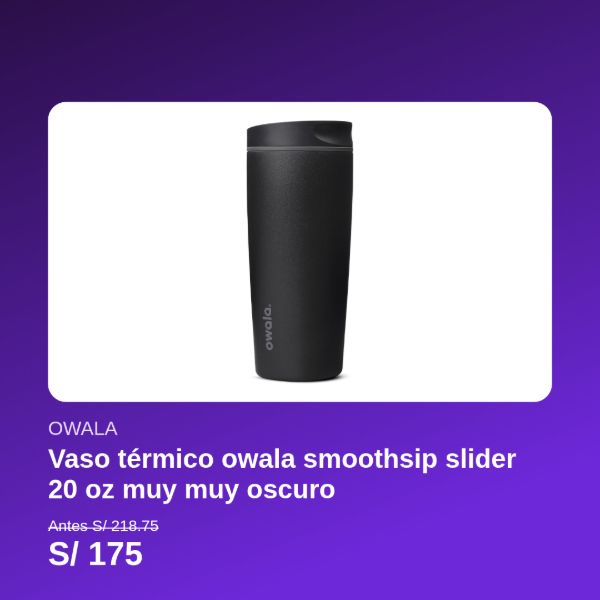 owala.
OWALA
Vaso térmico owala smoothsip slider
20 oz muy muy oscuro
Antes S/ 218.75
S/ 175